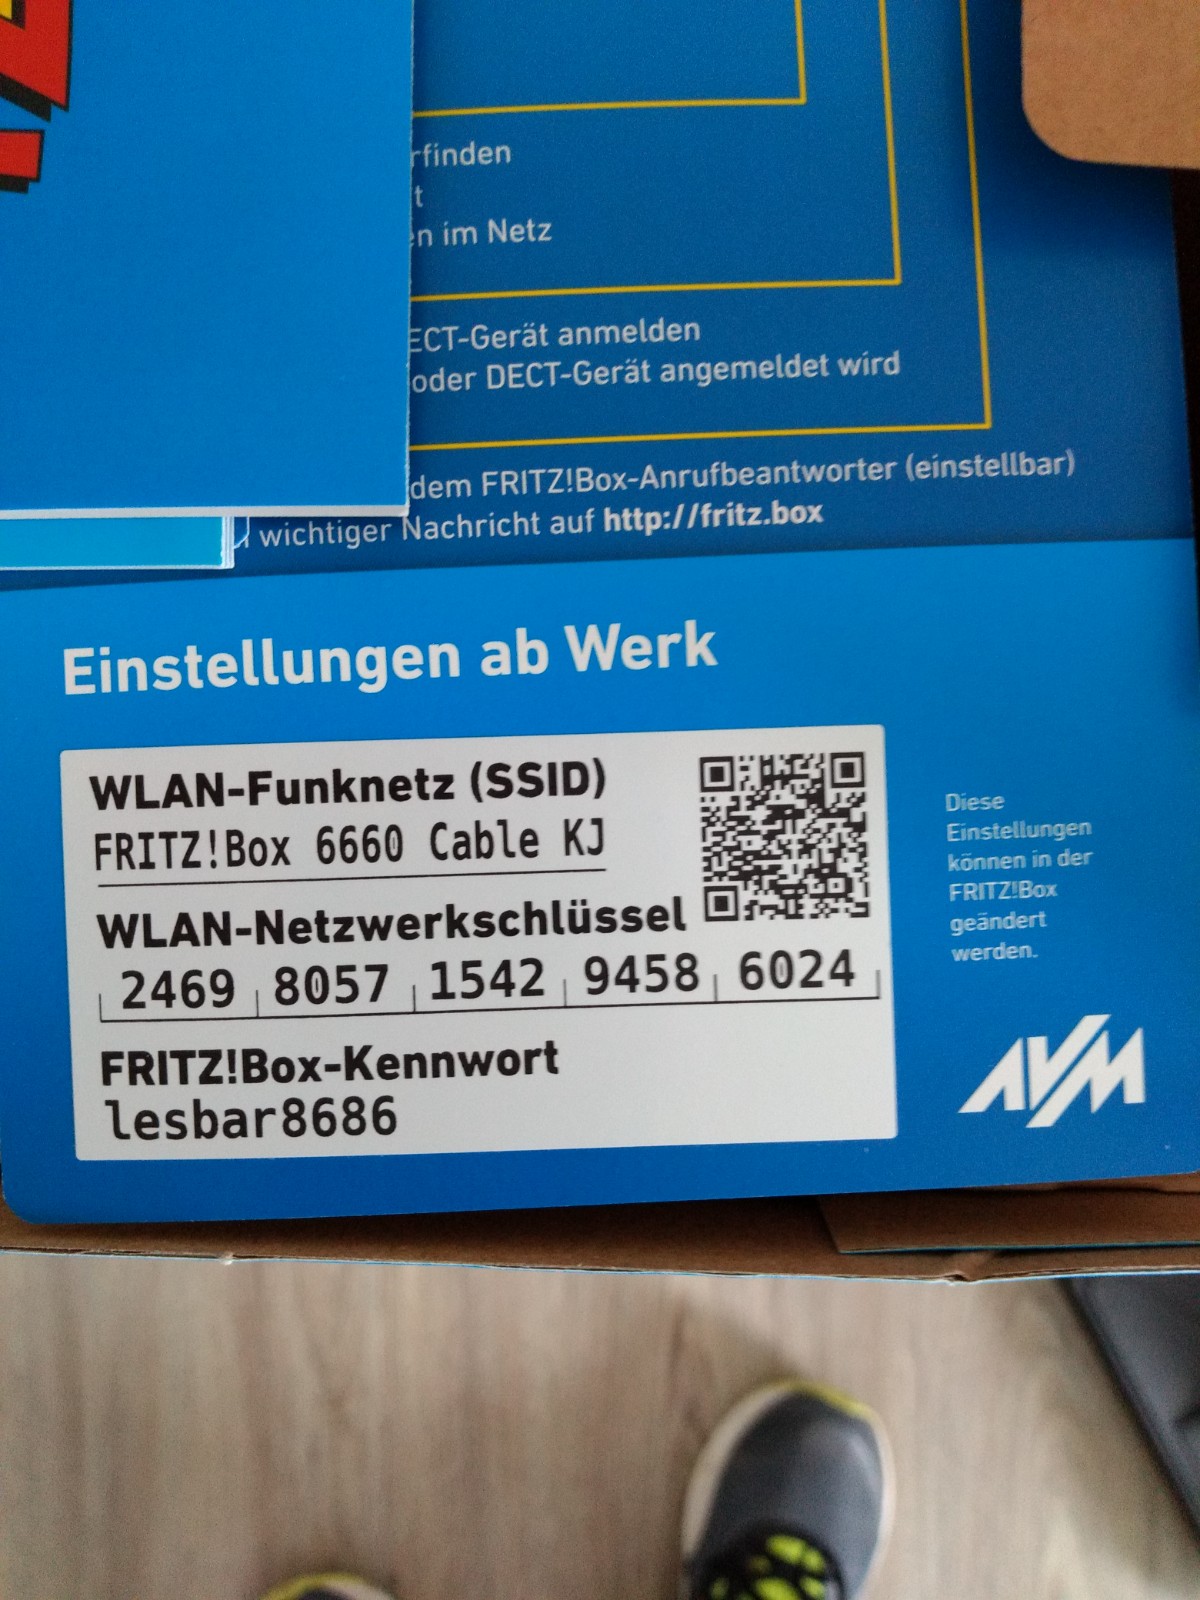 rfinden
t
en im Netz
ECT-Gerät anmelden
oder DECT-Gerät angemeldet wird
dem FRITZ!Box-Anrufbeantworter (einstellbar)
wichtiger Nachricht auf http://fritz.box
Einstellungen ab Werk
WLAN-Funknetz (SSID)
FRITZ!Box 6660 Cable KJ
WLAN-Netzwerkschlüssel
2469 8057 1542 9458 6024
FRITZ!Box-Kennwort
lesbar8686
Diese
Einstellungen
können in der
FRITZ!Box
geändert
werden.
AVM